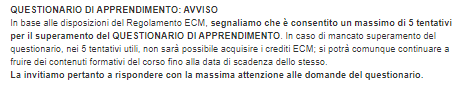 QUESTIONARIO DI APPRENDIMENTO: AVVISO
In base alle disposizioni del Regolamento ECM, segnaliamo che è consentito un massimo di 5 tentativi
per il superamento del QUESTIONARIO DI APPRENDIMENTO. In caso di mancato superamento del
questionario, nei 5 tentativi utili, non sarà possibile acquisire i crediti ECM; si potrà comunque continuare a
fruire dei contenuti formativi del corso fino alla data di scadenza dello stesso.
La invitiamo pertanto a rispondere con la massima attenzione alle domande del questionario.